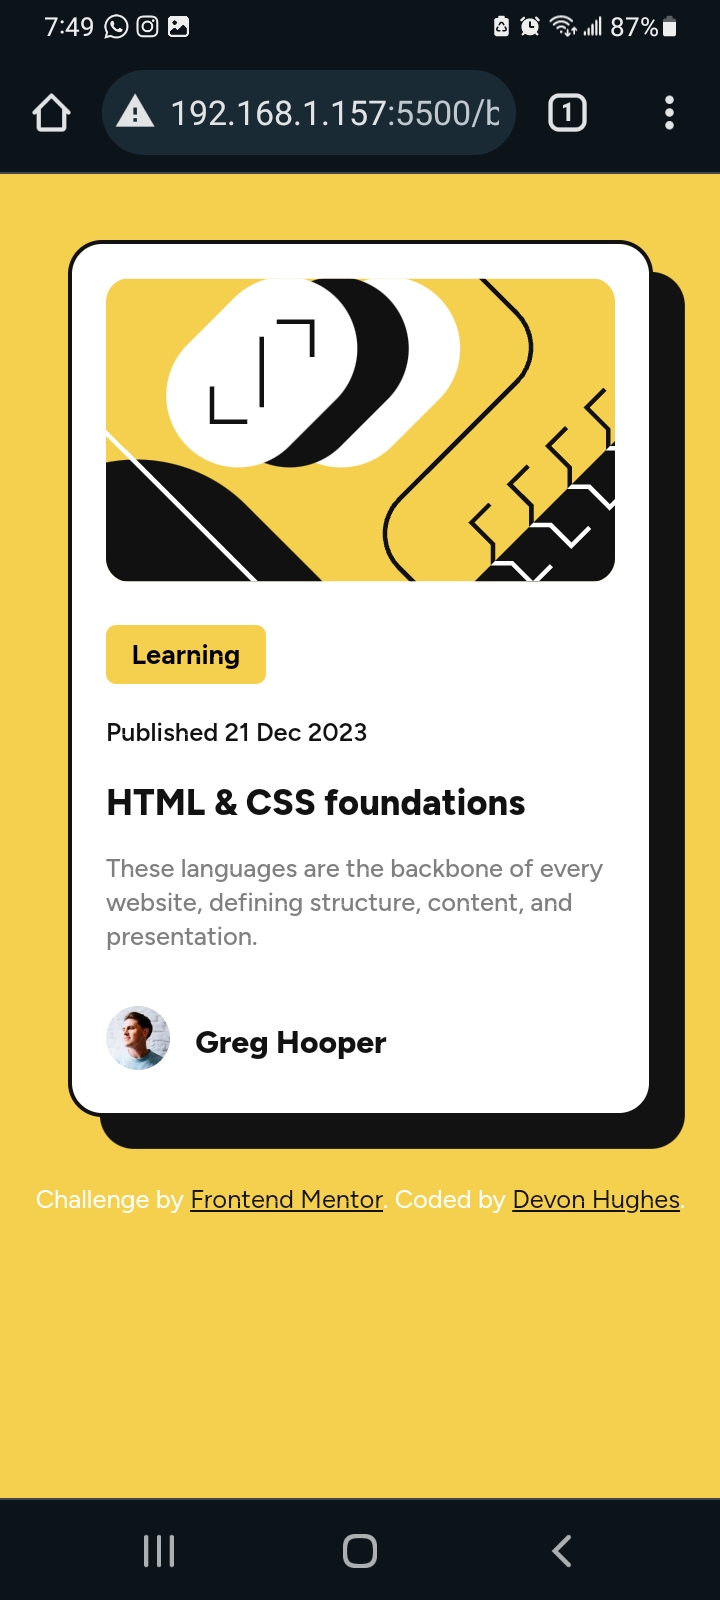 7:49 87%
192.168.1.157:5500/b
1
Learning
Published 21 Dec 2023
HTML & CSS foundations
These languages are the backbone of every
website, defining structure, content, and
presentation.
Greg Hooper
Challenge by Frontend Mentor. Coded by Devon Hughes.